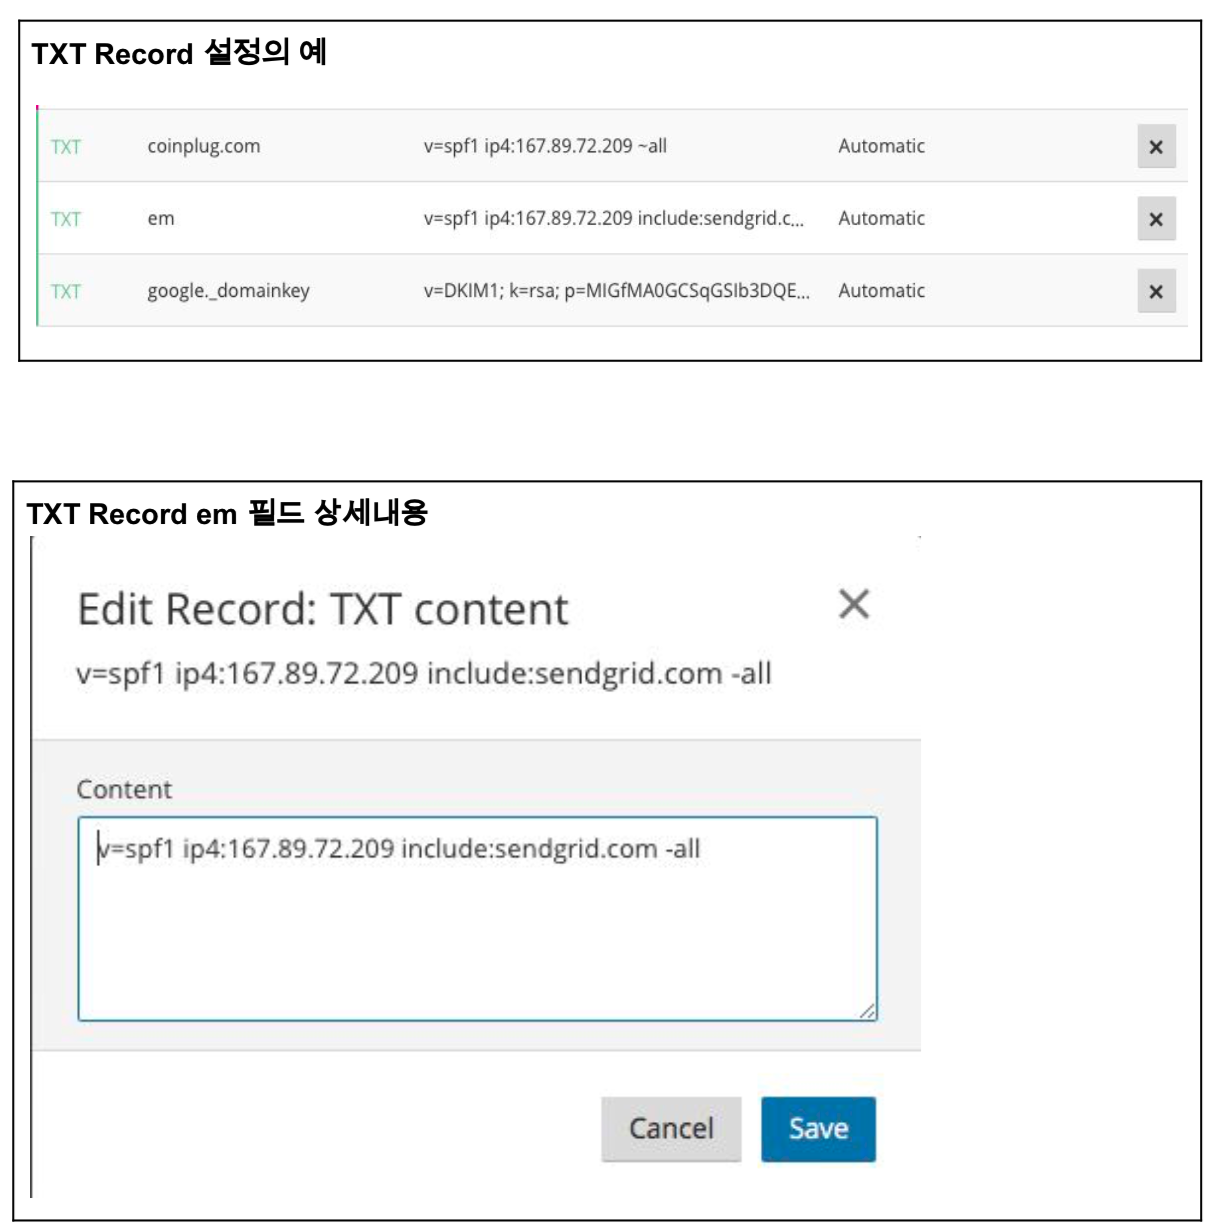 TXT Record 설정의 예
TXT coinplug.com v=spf1 ip4:167.89.72.209 ~all Automatic ×
TXT em v=spf1 ip4:167.89.72.209 include:sendgrid.c... Automatic ×
TXT google._domainkey v=DKIM1; k=rsa; p=MIGfMA0GCSqGSIb3DQE... Automatic ×
TXT Record em 필드 상세내용
Edit Record: TXT content ×
v=spf1 ip4:167.89.72.209 include:sendgrid.com -all
Content
v=spf1 ip4:167.89.72.209 include:sendgrid.com -all
Cancel Save